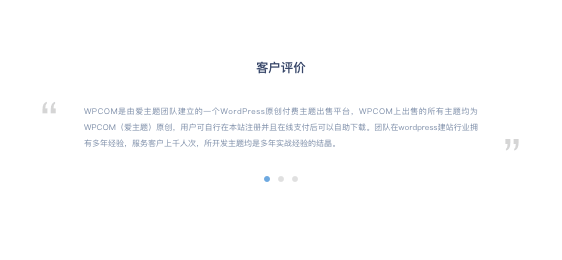 客户评价
“
WPCOM是由爱主题团队建立的一个WordPress原创付费主题出售平台，WPCOM上出售的所有主题均为
WPCOM（爱主题）原创，用户可自行在本站注册并且在线支付后可以自助下载。团队在wordpress建站行业拥
有多年经验，服务客户上千人次，所开发主题均是多年实战经验的结晶。
”